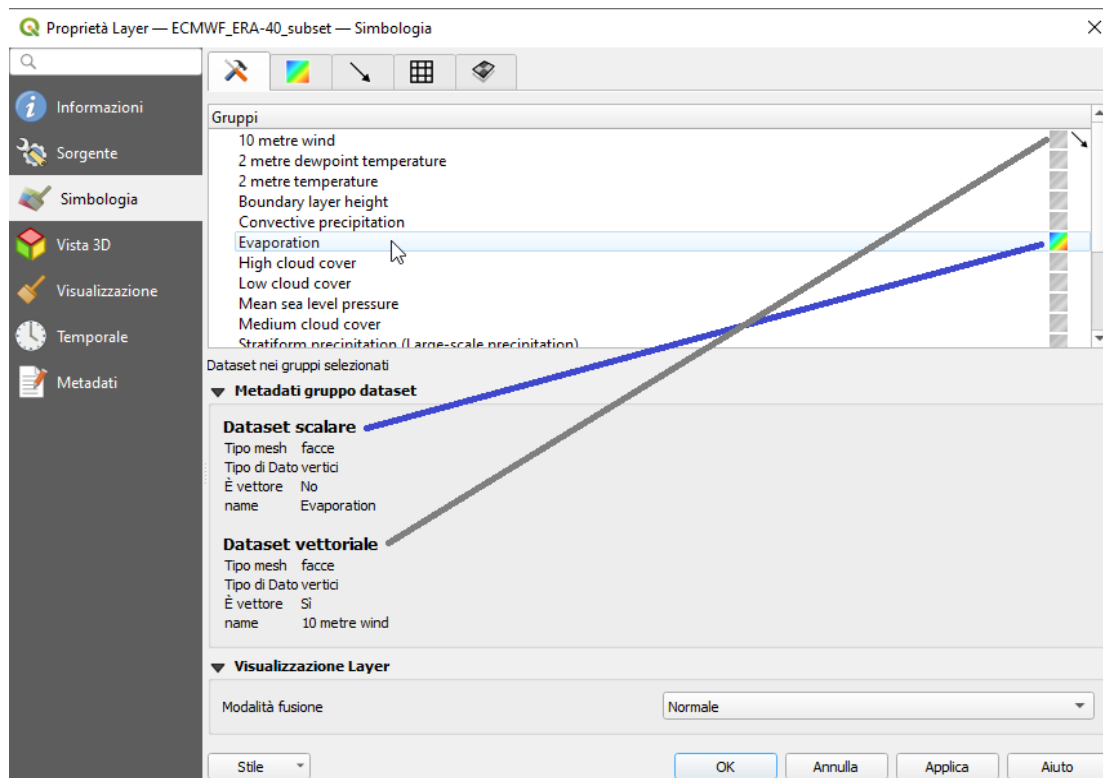 Proprietà Layer — ECMWF_ERA-40_subset — Simbologia
Informazioni
Sorgente
Simbologia
Vista 3D
Visualizzazione
Temporale
Metadati
Gruppi
10 metre wind
2 metre dewpoint temperature
2 metre temperature
Boundary layer height
Convective precipitation
Evaporation
High cloud cover
Low cloud cover
Mean sea level pressure
Medium cloud cover
Stratiform precipitation (Large-scale precipitation)
Dataset nei gruppi selezionati
Metadati gruppo dataset
Dataset scalare
Tipo mesh facce
Tipo di Dato vertici
È vettore No
name Evaporation
Dataset vettoriale
Tipo mesh facce
Tipo di Dato vertici
È vettore Sì
name 10 metre wind
Visualizzazione Layer
Modalità fusione Normale
Stile OK Annulla Applica Aiuto